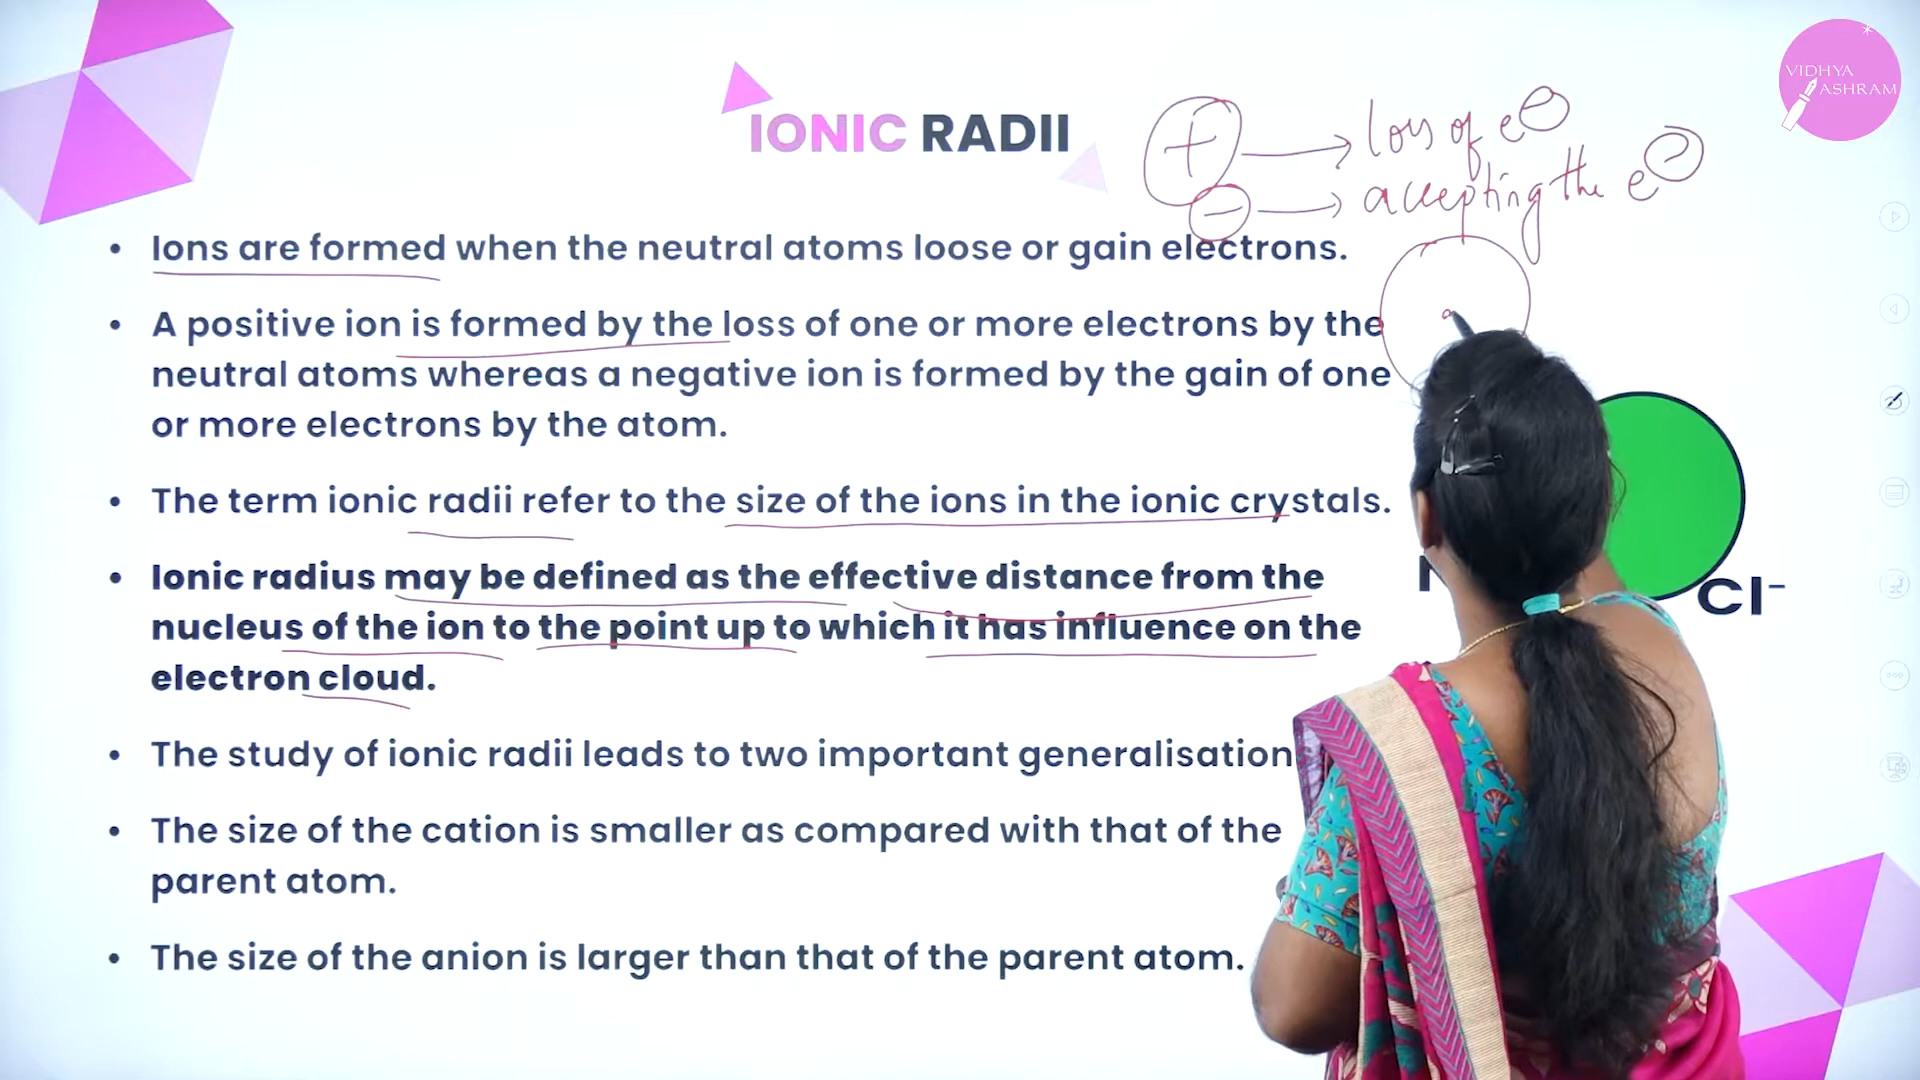 VIDHYA
ASHRAM
IONIC RADII
+ → loss of e⊖
− → accepting the e⊖
• Ions are formed when the neutral atoms loose or gain electrons.
• A positive ion is formed by the loss of one or more electrons by the
neutral atoms whereas a negative ion is formed by the gain of one
or more electrons by the atom.
• The term ionic radii refer to the size of the ions in the ionic crystals.
• Ionic radius may be defined as the effective distance from the
nucleus of the ion to the point up to which it has influence on the
electron cloud.
• The study of ionic radii leads to two important generalisation
• The size of the cation is smaller as compared with that of the
parent atom.
• The size of the anion is larger than that of the parent atom.
Cl⁻